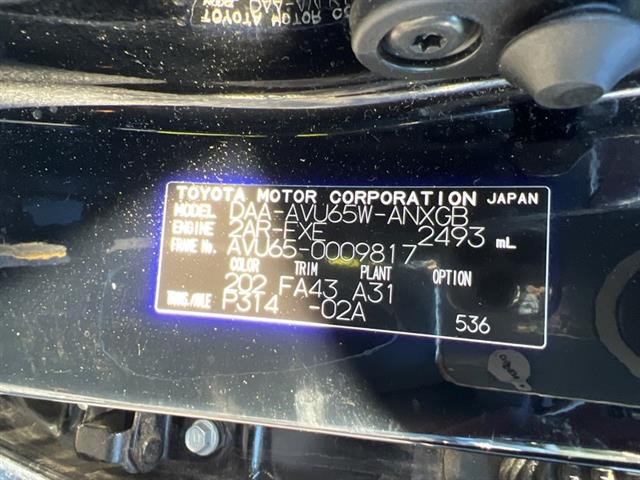 TOYOTA MOTOR CORPORATION JAPAN
MODEL DAA-AVU65W-ANXGB
ENGINE 2AR-FXE 2493 mL
FRAME No. AVU65-0009817
COLOR TRIM PLANT OPTION
202 FA43 A31
TRANS./AXLE P314 -02A
536